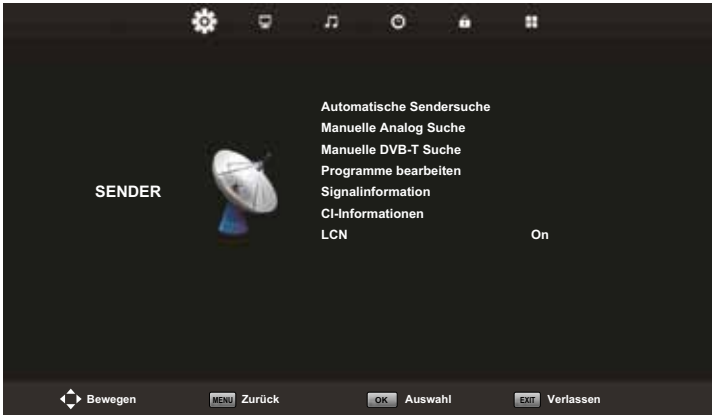 Automatische Sendersuche
Manuelle Analog Suche
Manuelle DVB-T Suche
Programme bearbeiten
SENDER
Signalinformation
CI-Informationen
LCN On
Bewegen MENU Zurück OK Auswahl EXIT Verlassen